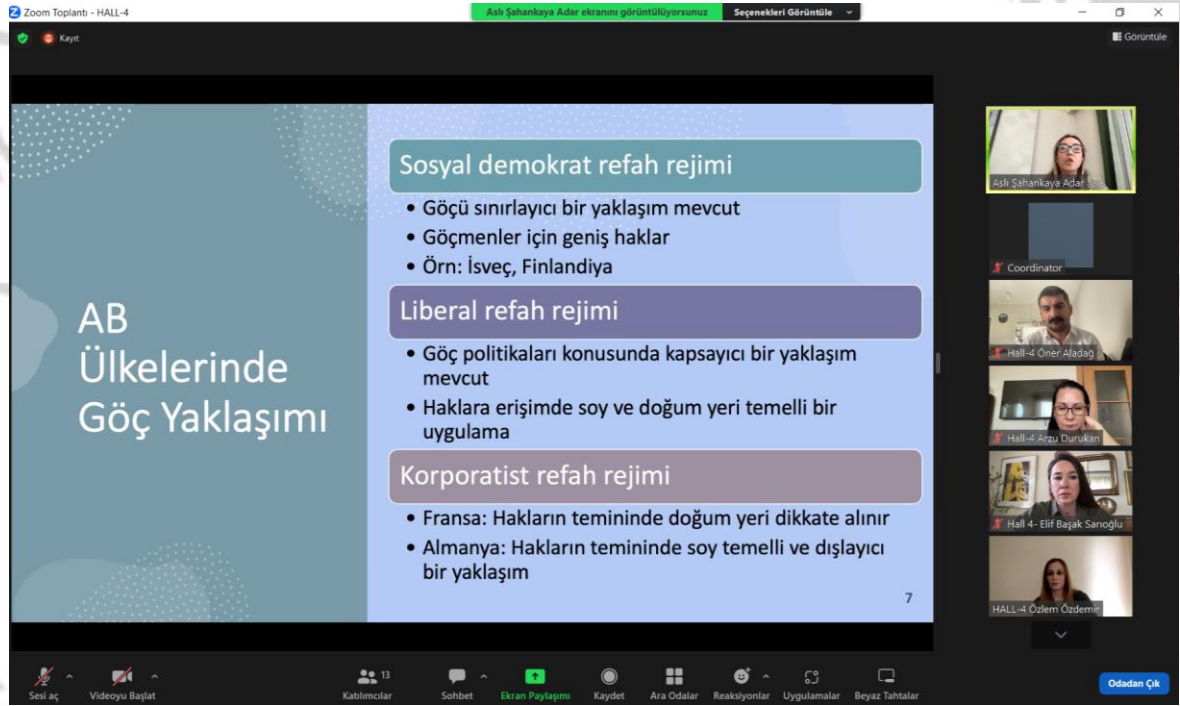 Zoom Toplantı - HALL-4
Aslı Şahankaya Adar ekranını görüntülüyorsunuz
Seçenekleri Görüntüle
Kayıt
Görüntüle
AB
Ülkelerinde
Göç Yaklaşımı
Sosyal demokrat refah rejimi
• Göçü sınırlayıcı bir yaklaşım mevcut
• Göçmenler için geniş haklar
• Örn: İsveç, Finlandiya
Liberal refah rejimi
• Göç politikaları konusunda kapsayıcı bir yaklaşım
mevcut
• Haklara erişimde soy ve doğum yeri temelli bir
uygulama
Korporatist refah rejimi
• Fransa: Hakların temininde doğum yeri dikkate alınır
• Almanya: Hakların temininde soy temelli ve dışlayıcı
bir yaklaşım
7
Aslı Şahankaya Adar
Coordinator
Hall-4 Öner Aladağ
Hall-4 Arzu Durukan
Hall 4- Elif Başak Sarıoğlu
HALL-4 Özlem Özdemir
Sesi aç
Videoyu Başlat
13
Katılımcılar
Sohbet
Ekran Paylaşımı
Kaydet
Ara Odalar
Reaksiyonlar
Uygulamalar
Beyaz Tahtalar
Odadan Çık